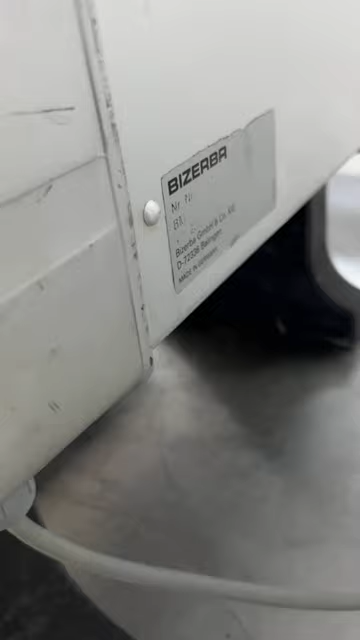 BIZERBA
Nr
Bizerba GmbH & Co. KG
D-72336 Balingen
MADE IN GERMANY